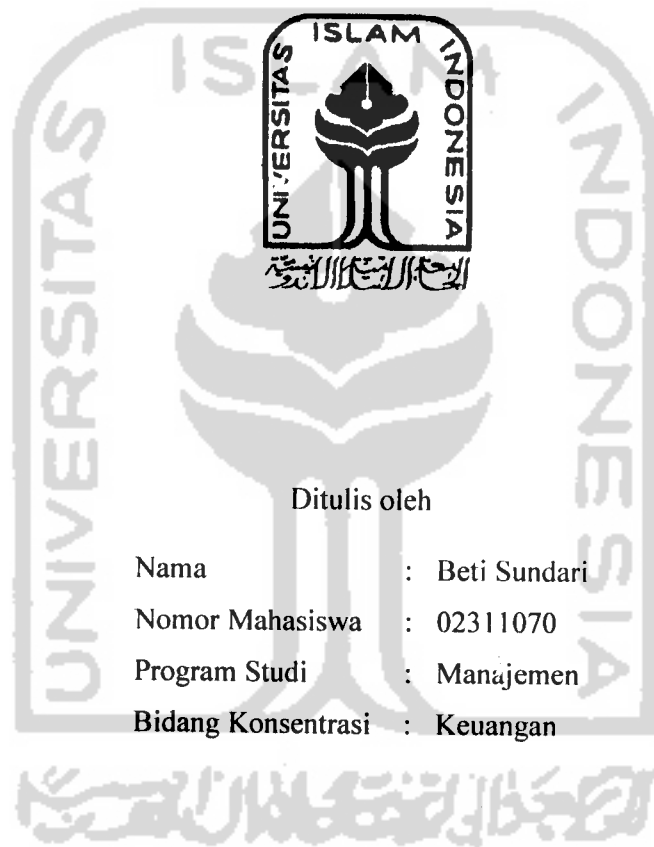 UNIVERSITAS ISLAM INDONESIA
Ditulis oleh
Nama : Beti Sundari
Nomor Mahasiswa : 02311070
Program Studi : Manajemen
Bidang Konsentrasi : Keuangan